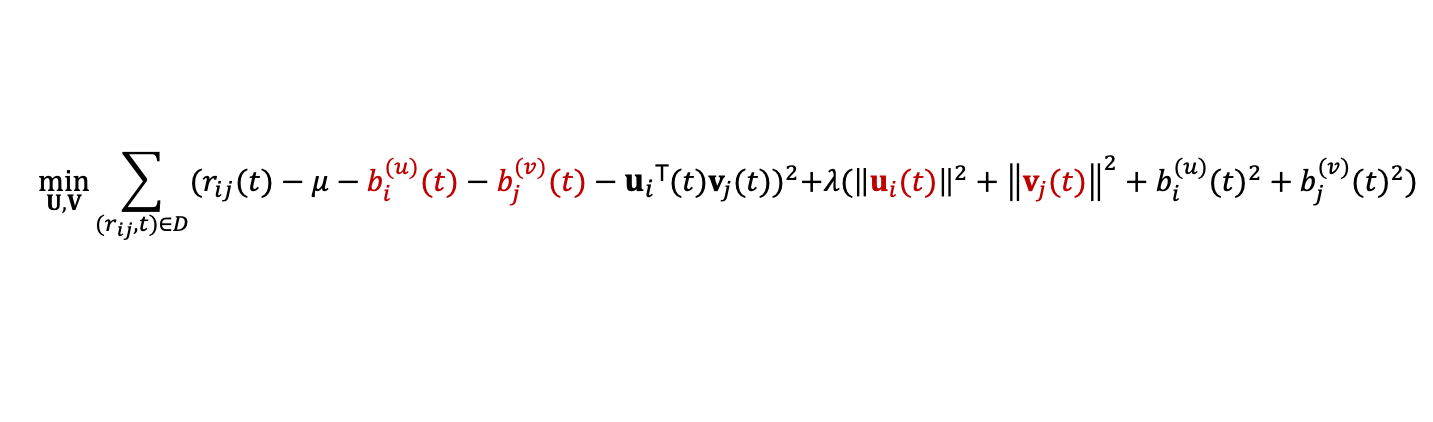 min_{𝐔,𝐕} ∑_{(r_{ij},t)∈D} (r_{ij}(t) − μ − b_i^{(u)}(t) − b_j^{(v)}(t) − 𝐮_i^⊤(t)𝐯_j(t))^2+λ(‖𝐮_i(t)‖^2 + ‖𝐯_j(t)‖^2 + b_i^{(u)}(t)^2 + b_j^{(v)}(t)^2)